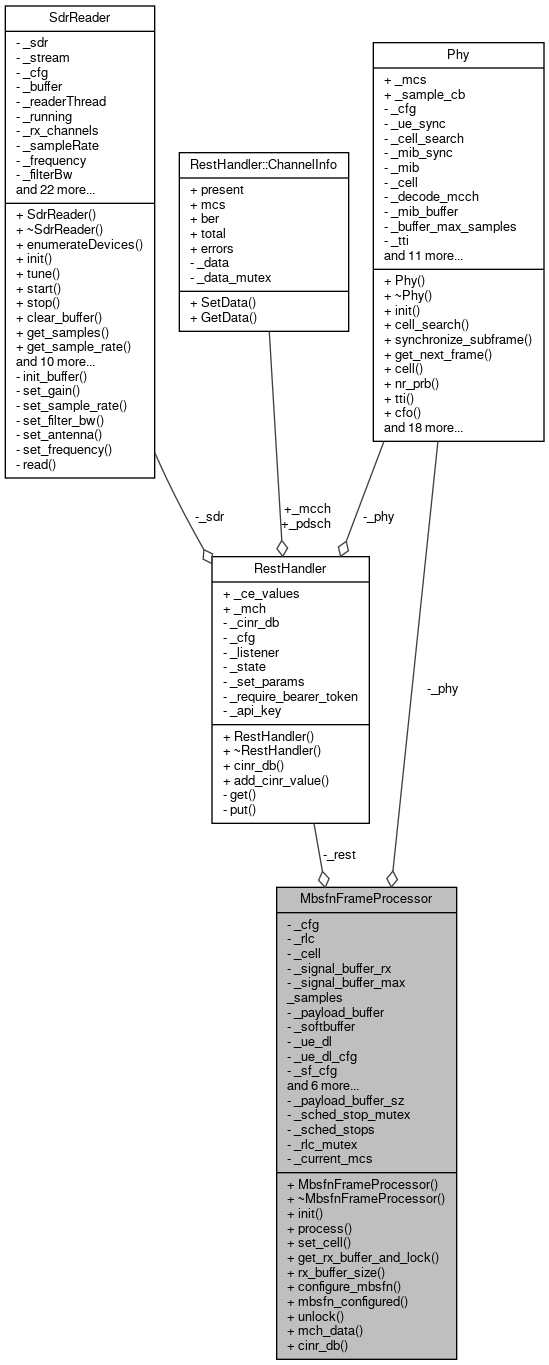 SdrReader
- _sdr
- _stream
- _cfg
- _buffer
- _readerThread
- _running
- _rx_channels
- _sampleRate
- _frequency
- _filterBw
and 22 more...
+ SdrReader()
+ ~SdrReader()
+ enumerateDevices()
+ init()
+ tune()
+ start()
+ stop()
+ clear_buffer()
+ get_samples()
+ get_sample_rate()
and 10 more...
- init_buffer()
- set_gain()
- set_sample_rate()
- set_filter_bw()
- set_antenna()
- set_frequency()
- read()
RestHandler::ChannelInfo
+ present
+ mcs
+ ber
+ total
+ errors
- _data
- _data_mutex
+ SetData()
+ GetData()
Phy
+ _mcs
+ _sample_cb
- _cfg
- _ue_sync
- _cell_search
- _mib_sync
- _mib
- _cell
- _decode_mcch
- _mib_buffer
- _buffer_max_samples
- _tti
and 11 more...
+ Phy()
+ ~Phy()
+ init()
+ cell_search()
+ synchronize_subframe()
+ get_next_frame()
+ cell()
+ nr_prb()
+ tti()
+ cfo()
and 18 more...
-_sdr
+_mcch
+_pdsch
-_phy
RestHandler
+ _ce_values
+ _mch
- _cinr_db
- _cfg
- _listener
- _state
- _set_params
- _require_bearer_token
- _api_key
+ RestHandler()
+ ~RestHandler()
+ cinr_db()
+ add_cinr_value()
- get()
- put()
-_phy
-_rest
MbsfnFrameProcessor
- _cfg
- _rlc
- _cell
- _signal_buffer_rx
- _signal_buffer_max
_samples
- _payload_buffer
- _softbuffer
- _ue_dl
- _ue_dl_cfg
- _sf_cfg
and 6 more...
- _payload_buffer_sz
- _sched_stop_mutex
- _sched_stops
- _rlc_mutex
- _current_mcs
+ MbsfnFrameProcessor()
+ ~MbsfnFrameProcessor()
+ init()
+ process()
+ set_cell()
+ get_rx_buffer_and_lock()
+ rx_buffer_size()
+ configure_mbsfn()
+ mbsfn_configured()
+ unlock()
+ mch_data()
+ cinr_db()